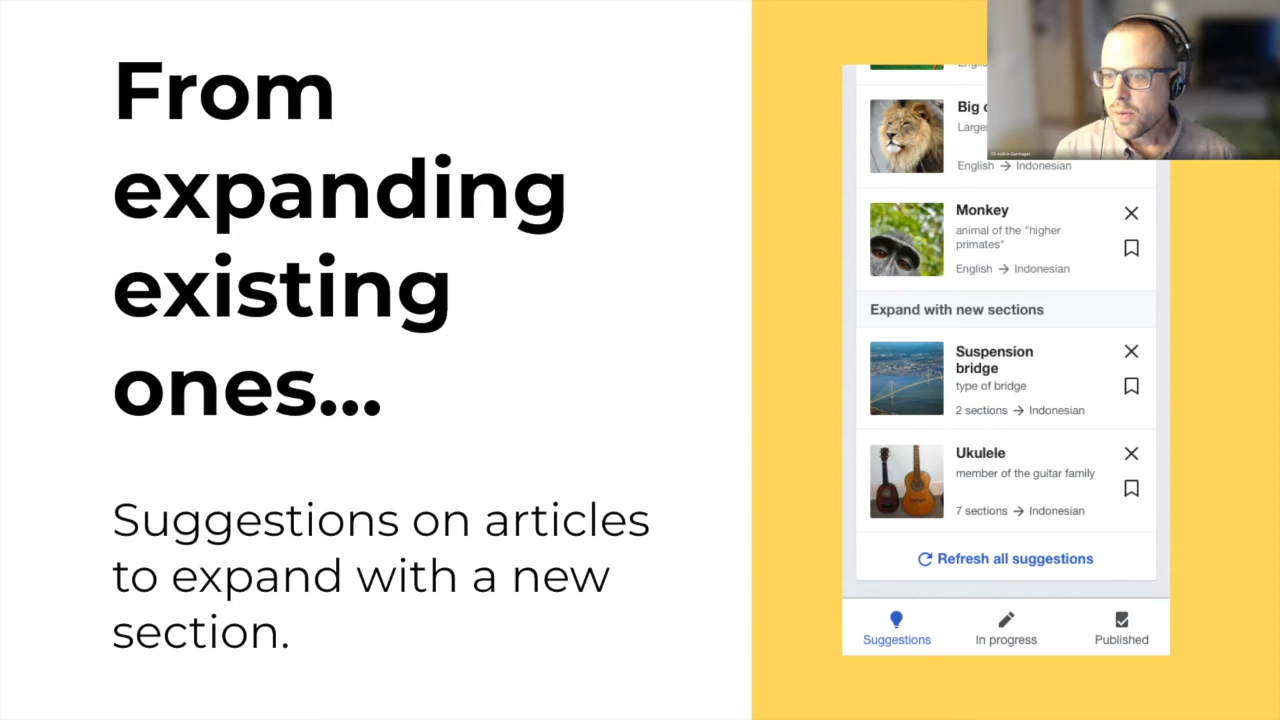 From
expanding
existing
ones...
Suggestions on articles
to expand with a new
section.
Big
Large
English → Indonesian
Monkey
animal of the "higher
primates"
English → Indonesian
Expand with new sections
Suspension
bridge
type of bridge
2 sections → Indonesian
Ukulele
member of the guitar family
7 sections → Indonesian
Refresh all suggestions
Suggestions
In progress
Published